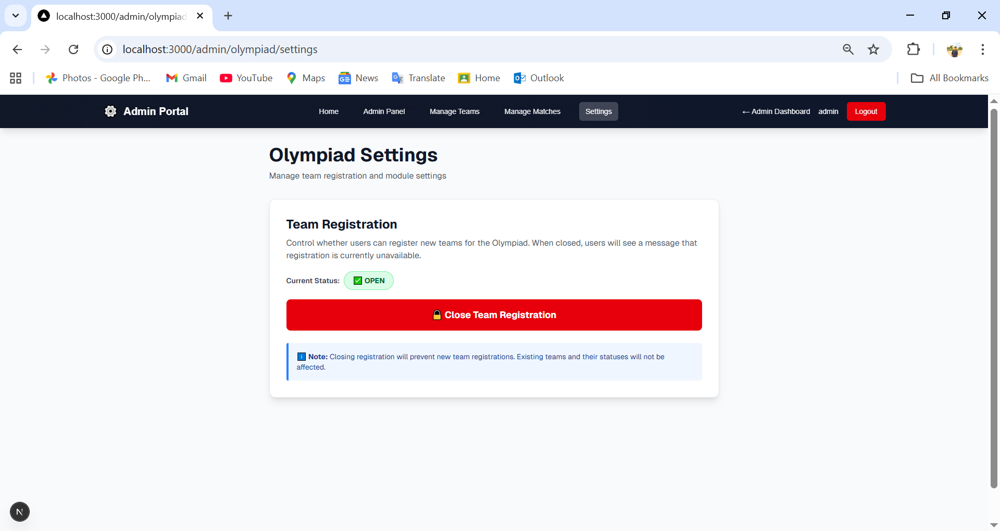 localhost:3000/admin/olympiad
localhost:3000/admin/olympiad/settings
Photos - Google Ph...
Gmail
YouTube
Maps
News
Translate
Home
Outlook
All Bookmarks
Admin Portal
Home
Admin Panel
Manage Teams
Manage Matches
Settings
← Admin Dashboard
admin
Logout
Olympiad Settings
Manage team registration and module settings
Team Registration
Control whether users can register new teams for the Olympiad. When closed, users will see a message that
registration is currently unavailable.
Current Status: ✅ OPEN
🔒 Close Team Registration
ℹ️ Note: Closing registration will prevent new team registrations. Existing teams and their statuses will not be
affected.
N